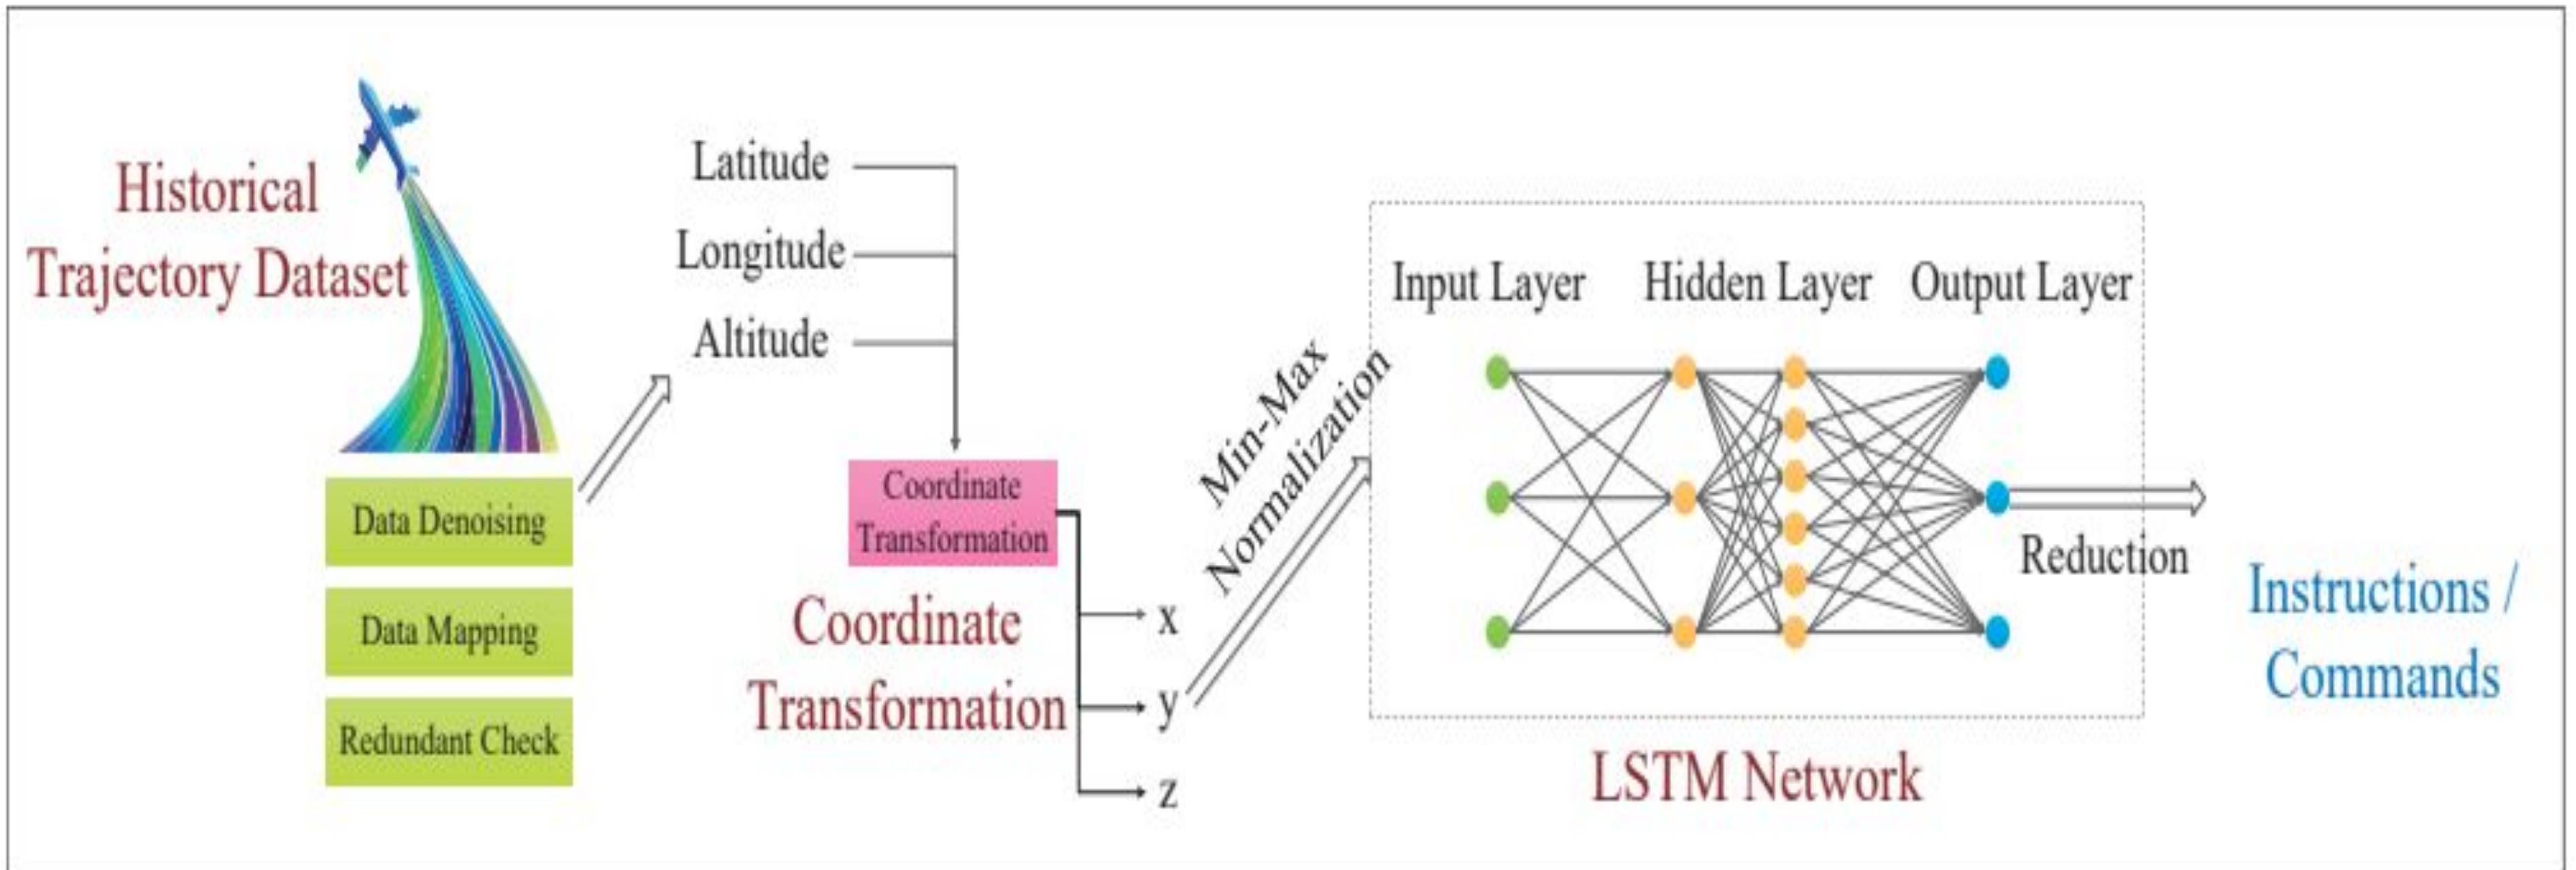 Historical
Trajectory Dataset
Data Denoising
Data Mapping
Redundant Check
Latitude
Longitude
Altitude
Coordinate
Transformation
Coordinate
Transformation
x
y
z
Min-Max
Normalization
Input Layer
Hidden Layer
Output Layer
LSTM Network
Reduction
Instructions /
Commands